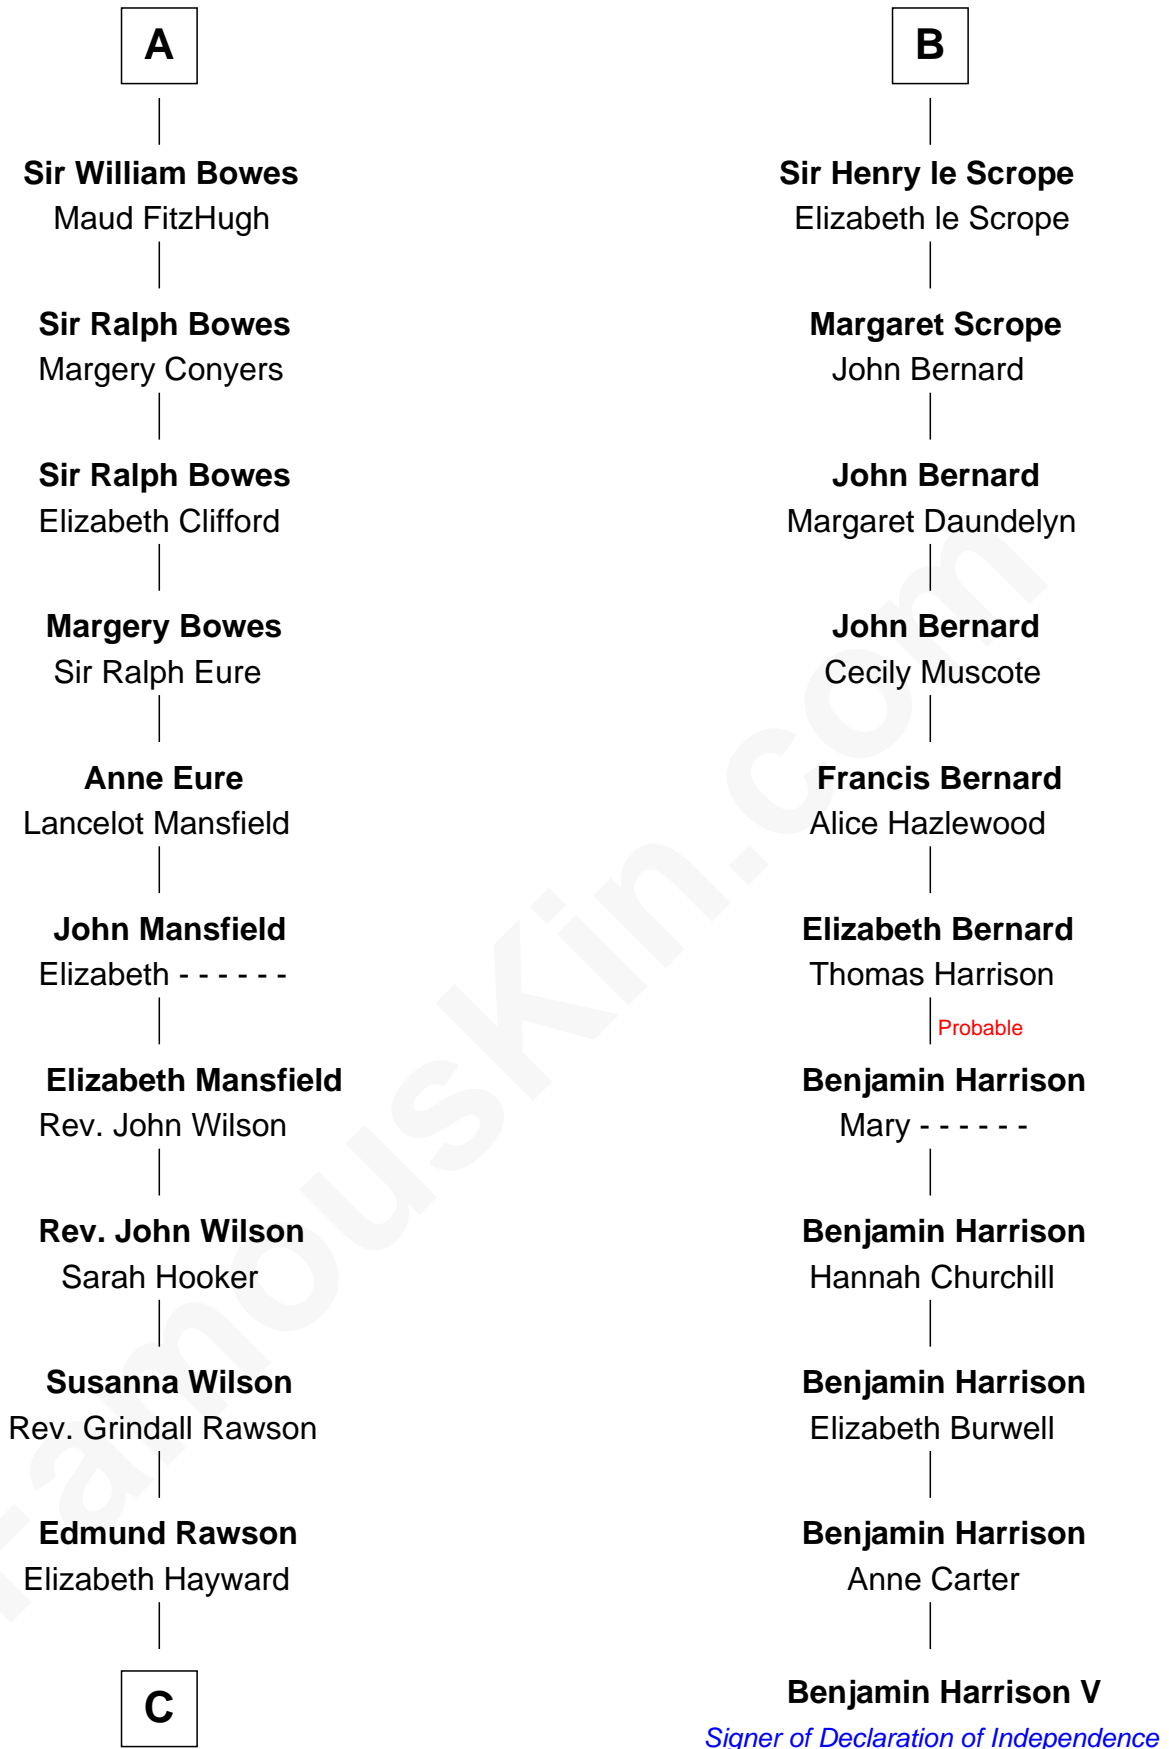 A
Sir William Bowes
Maud FitzHugh
Sir Ralph Bowes
Margery Conyers
Sir Ralph Bowes
Elizabeth Clifford
Margery Bowes
Sir Ralph Eure
Anne Eure
Lancelot Mansfield
John Mansfield
Elizabeth - - - - - -
Elizabeth Mansfield
Rev. John Wilson
Rev. John Wilson
Sarah Hooker
Susanna Wilson
Rev. Grindall Rawson
Edmund Rawson
Elizabeth Hayward
C
B
Sir Henry le Scrope
Elizabeth le Scrope
Margaret Scrope
John Bernard
John Bernard
Margaret Daundelyn
John Bernard
Cecily Muscote
Francis Bernard
Alice Hazlewood
Elizabeth Bernard
Thomas Harrison
Probable
Benjamin Harrison
Mary - - - - - -
Benjamin Harrison
Hannah Churchill
Benjamin Harrison
Elizabeth Burwell
Benjamin Harrison
Anne Carter
Benjamin Harrison V
Signer of Declaration of Independence
FamousKin.com